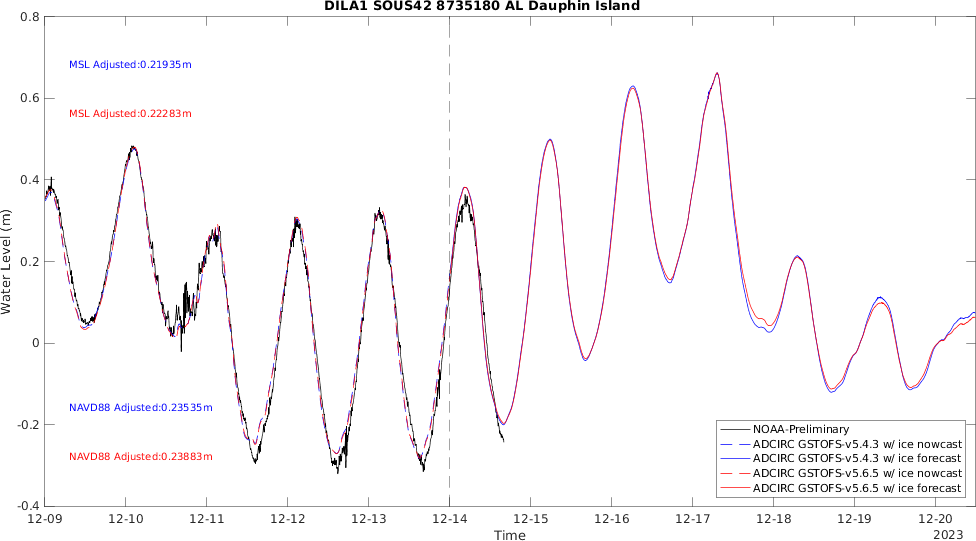 DILA1 SOUS42 8735180 AL Dauphin Island
Water Level (m)
0.8
0.6
0.4
0.2
0
-0.2
-0.4
MSL Adjusted:0.21935m
MSL Adjusted:0.22283m
NAVD88 Adjusted:0.23535m
NAVD88 Adjusted:0.23883m
NOAA-Preliminary
ADCIRC GSTOFS-v5.4.3 w/ ice nowcast
ADCIRC GSTOFS-v5.4.3 w/ ice forecast
ADCIRC GSTOFS-v5.6.5 w/ ice nowcast
ADCIRC GSTOFS-v5.6.5 w/ ice forecast
12-09 12-10 12-11 12-12 12-13 12-14 12-15 12-16 12-17 12-18 12-19 12-20
2023
Time